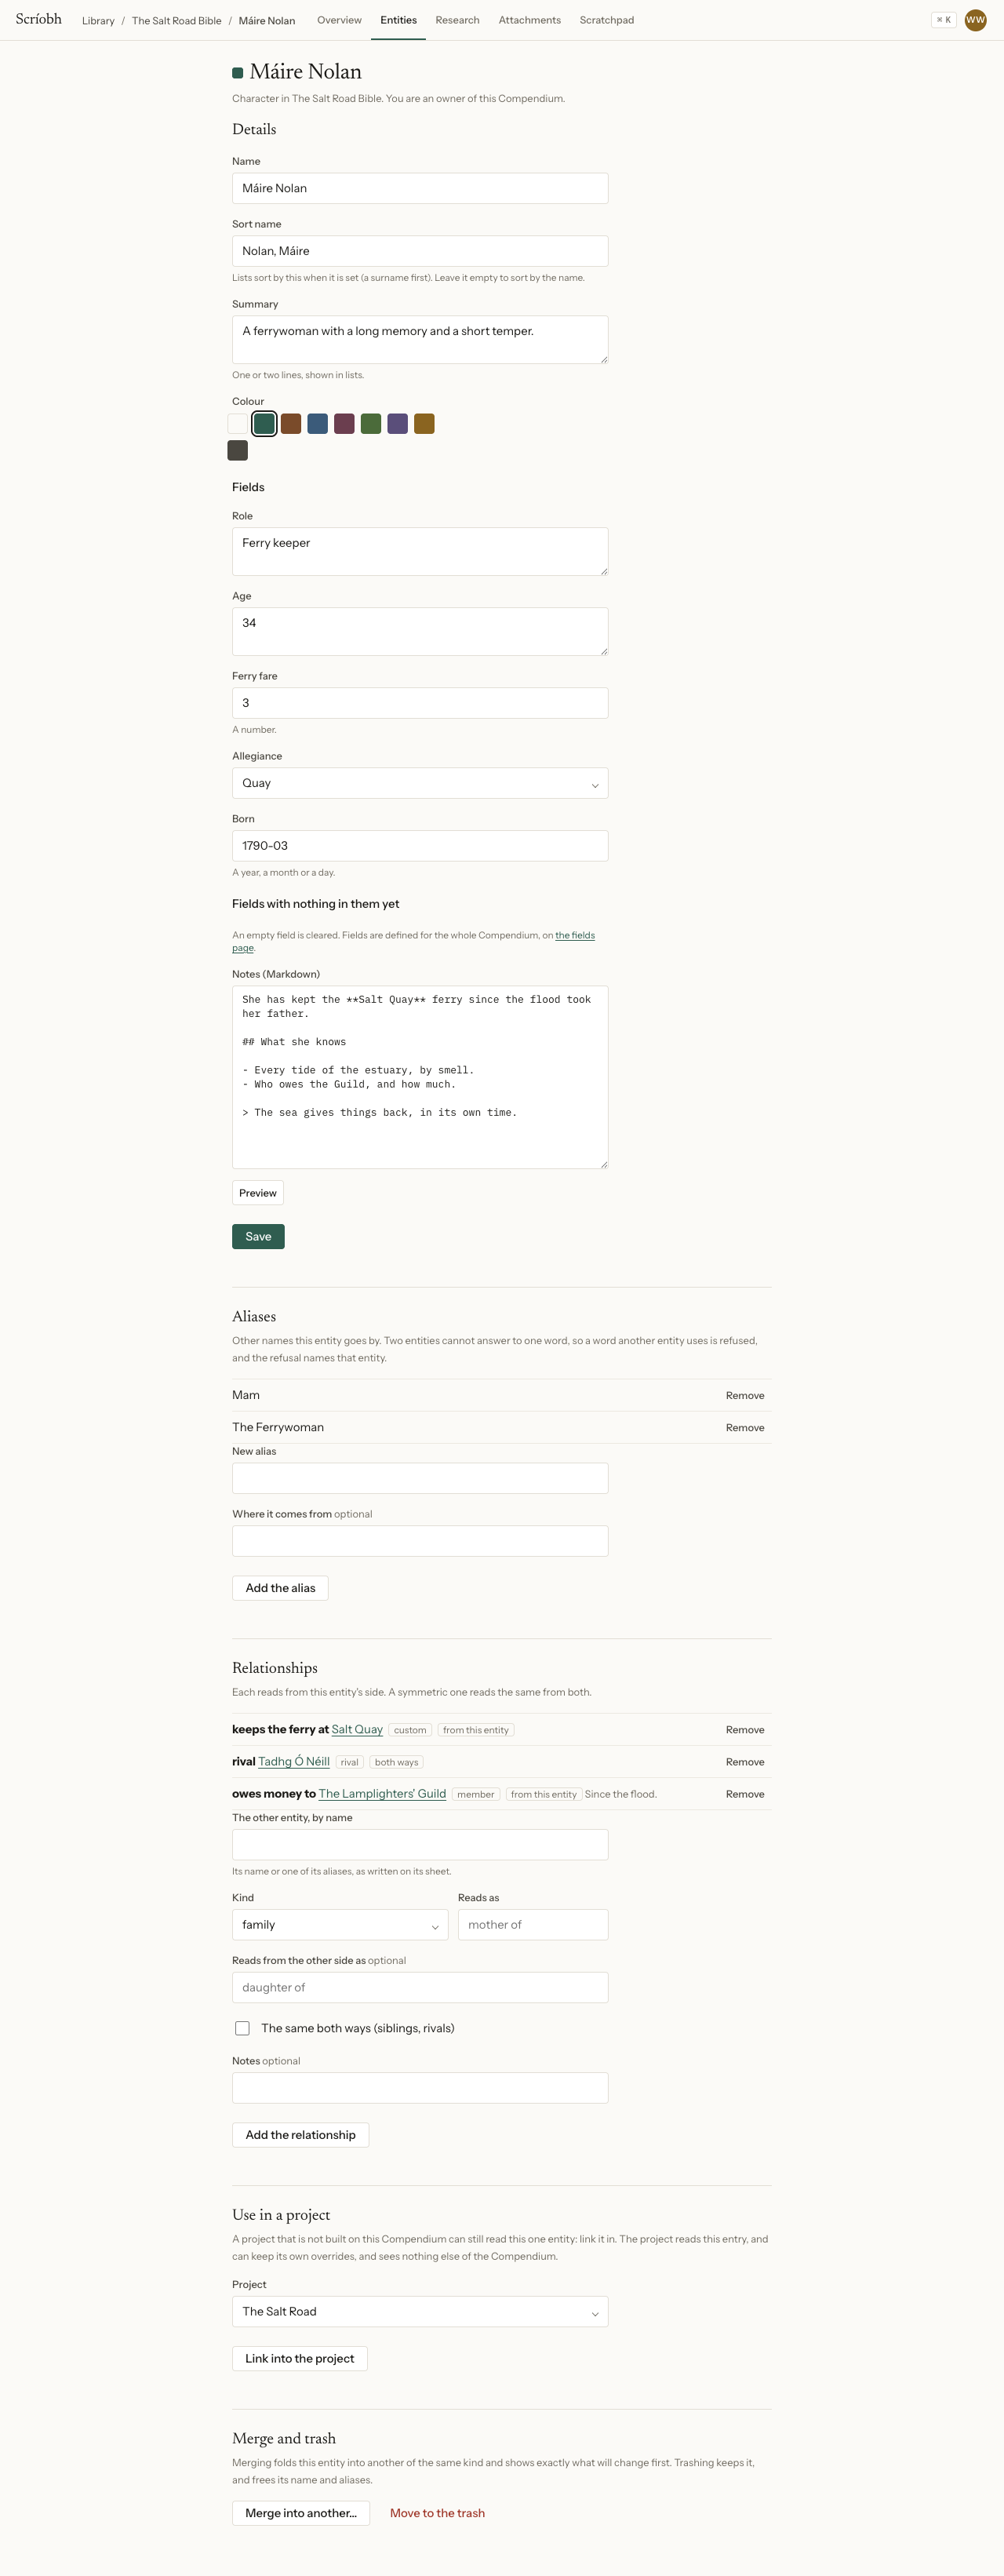 Scríobh Library / The Salt Road Bible / Máire Nolan Overview Entities Research Attachments Scratchpad ⌘ K WW
Máire Nolan
Character in The Salt Road Bible. You are an owner of this Compendium.
Details
Name
Máire Nolan
Sort name
Nolan, Máire
Lists sort by this when it is set (a surname first). Leave it empty to sort by the name.
Summary
A ferrywoman with a long memory and a short temper.
One or two lines, shown in lists.
Colour
Fields
Role
Ferry keeper
Age
34
Ferry fare
3
A number.
Allegiance
Quay
Born
1790-03
A year, a month or a day.
Fields with nothing in them yet
An empty field is cleared. Fields are defined for the whole Compendium, on the fields
page.
Notes (Markdown)
She has kept the **Salt Quay** ferry since the flood took
her father.
## What she knows
- Every tide of the estuary, by smell.
- Who owes the Guild, and how much.
> The sea gives things back, in its own time.
Preview
Save
Aliases
Other names this entity goes by. Two entities cannot answer to one word, so a word another entity uses is refused,
and the refusal names that entity.
Mam Remove
The Ferrywoman Remove
New alias
Where it comes from optional
Add the alias
Relationships
Each reads from this entity's side. A symmetric one reads the same from both.
keeps the ferry at Salt Quay custom from this entity Remove
rival Tadhg Ó Néill rival both ways Remove
owes money to The Lamplighters' Guild member from this entity Since the flood. Remove
The other entity, by name
Its name or one of its aliases, as written on its sheet.
Kind Reads as
family mother of
Reads from the other side as optional
daughter of
The same both ways (siblings, rivals)
Notes optional
Add the relationship
Use in a project
A project that is not built on this Compendium can still read this one entity: link it in. The project reads this entry, and
can keep its own overrides, and sees nothing else of the Compendium.
Project
The Salt Road
Link into the project
Merge and trash
Merging folds this entity into another of the same kind and shows exactly what will change first. Trashing keeps it,
and frees its name and aliases.
Merge into another… Move to the trash